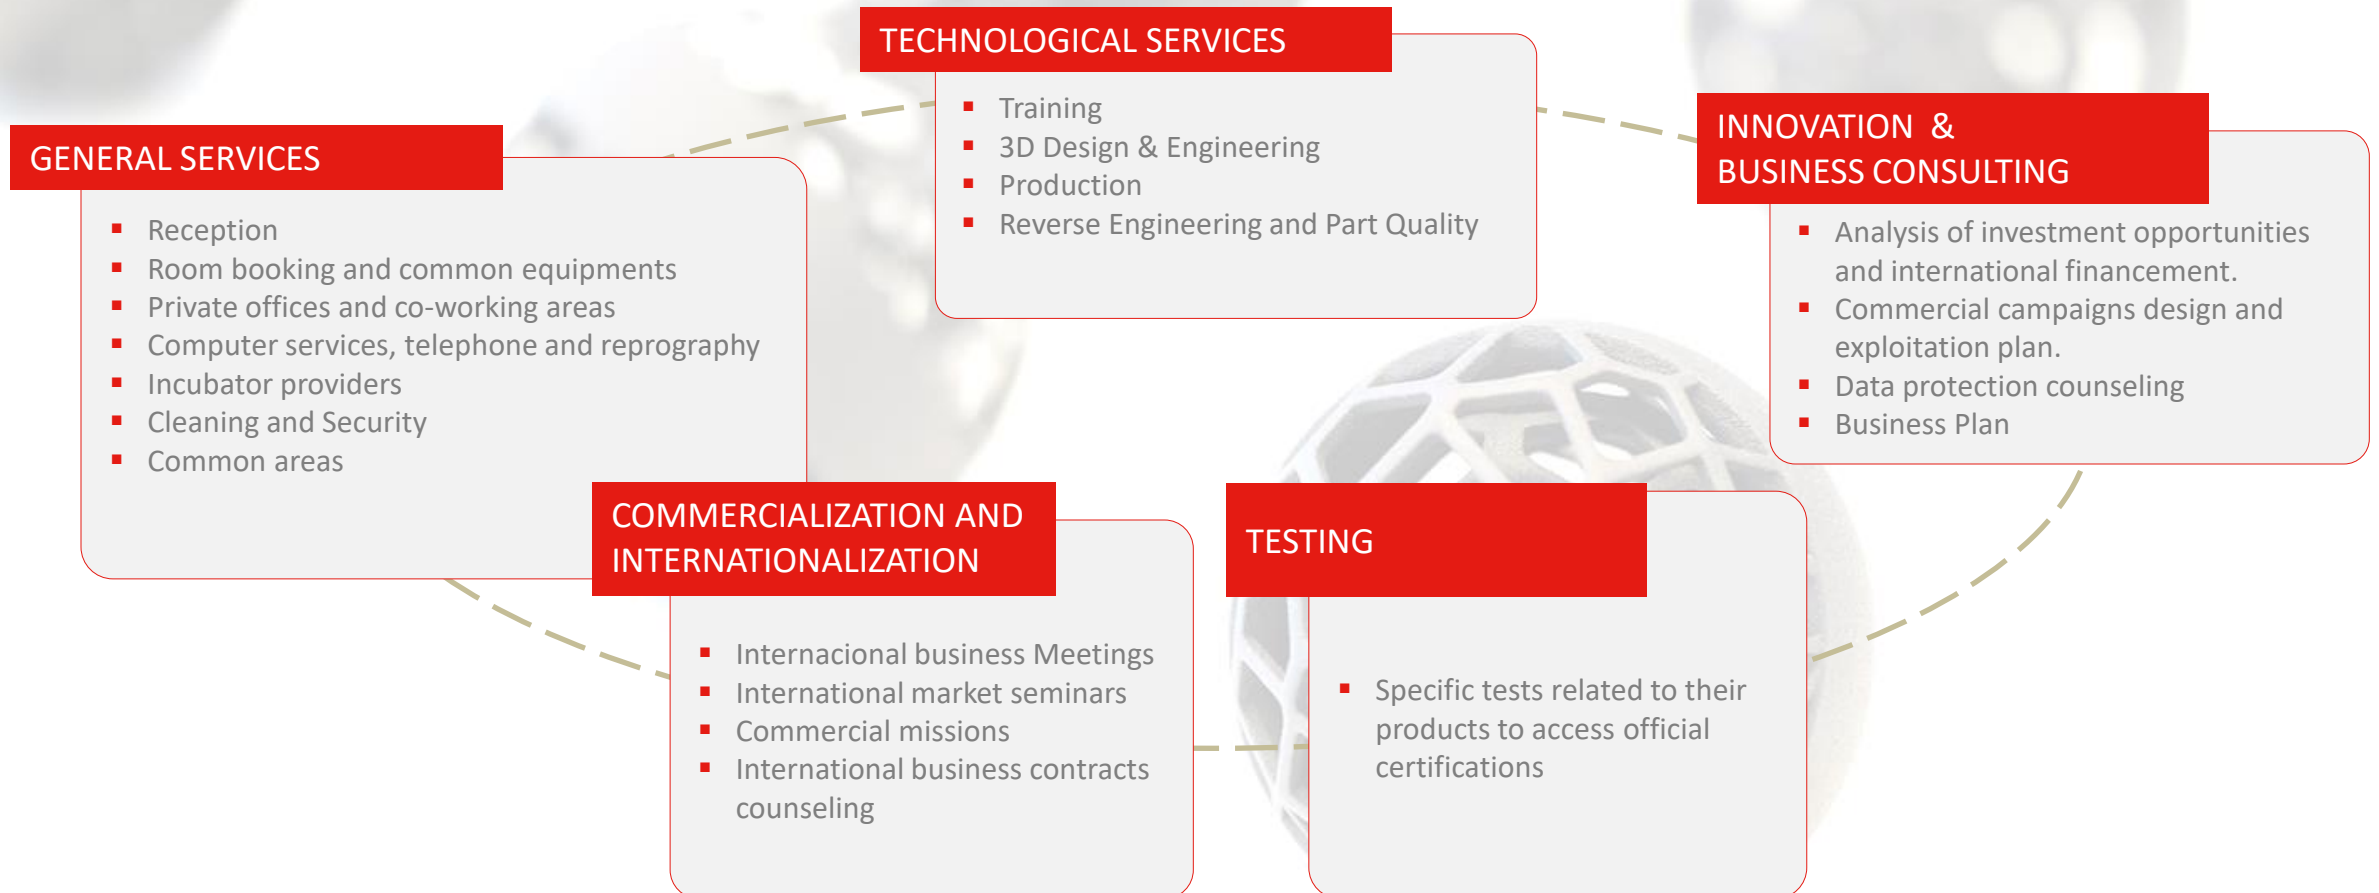 TECHNOLOGICAL SERVICES
Training
3D Design & Engineering
Production
Reverse Engineering and Part Quality
GENERAL SERVICES
Reception
Room booking and common equipments
Private offices and co-working areas
Computer services, telephone and reprography
Incubator providers
Cleaning and Security
Common areas
INNOVATION &
BUSINESS CONSULTING
Analysis of investment opportunities
and international financement.
Commercial campaigns design and
exploitation plan.
Data protection counseling
Business Plan
COMMERCIALIZATION AND
INTERNATIONALIZATION
Internacional business Meetings
International market seminars
Commercial missions
International business contracts
counseling
TESTING
Specific tests related to their
products to access official
certifications